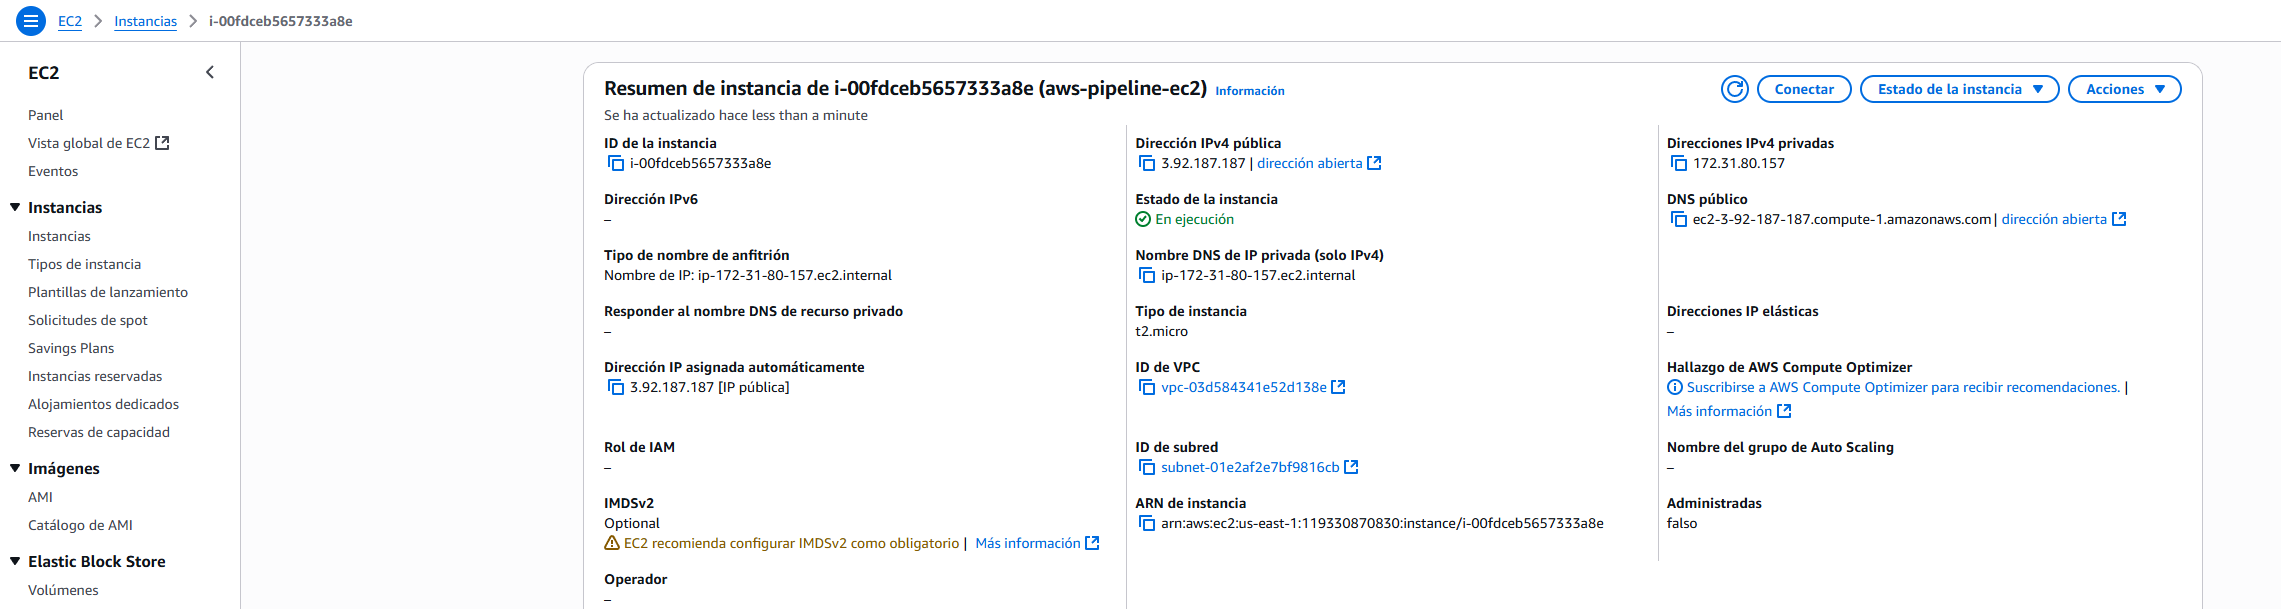 EC2 > Instancias > i-00fdceb5657333a8e
EC2
Panel
Vista global de EC2
Eventos
Instancias
Instancias
Tipos de instancia
Plantillas de lanzamiento
Solicitudes de spot
Savings Plans
Instancias reservadas
Alojamientos dedicados
Reservas de capacidad
Imágenes
AMI
Catálogo de AMI
Elastic Block Store
Volúmenes
Resumen de instancia de i-00fdceb5657333a8e (aws-pipeline-ec2) Información
Conectar
Estado de la instancia
Acciones
Se ha actualizado hace less than a minute
ID de la instancia
i-00fdceb5657333a8e
Dirección IPv4 pública
3.92.187.187 | dirección abierta
Direcciones IPv4 privadas
172.31.80.157
Dirección IPv6
–
Estado de la instancia
En ejecución
DNS público
ec2-3-92-187-187.compute-1.amazonaws.com | dirección abierta
Tipo de nombre de anfitrión
Nombre de IP: ip-172-31-80-157.ec2.internal
Nombre DNS de IP privada (solo IPv4)
ip-172-31-80-157.ec2.internal
Responder al nombre DNS de recurso privado
–
Tipo de instancia
t2.micro
Direcciones IP elásticas
–
Dirección IP asignada automáticamente
3.92.187.187 [IP pública]
ID de VPC
vpc-03d584341e52d138e
Hallazgo de AWS Compute Optimizer
Suscribirse a AWS Compute Optimizer para recibir recomendaciones. |
Más información
Rol de IAM
–
ID de subred
subnet-01e2af2e7bf9816cb
Nombre del grupo de Auto Scaling
–
IMDSv2
Optional
EC2 recomienda configurar IMDSv2 como obligatorio | Más información
ARN de instancia
arn:aws:ec2:us-east-1:119330870830:instance/i-00fdceb5657333a8e
Administradas
falso
Operador
–